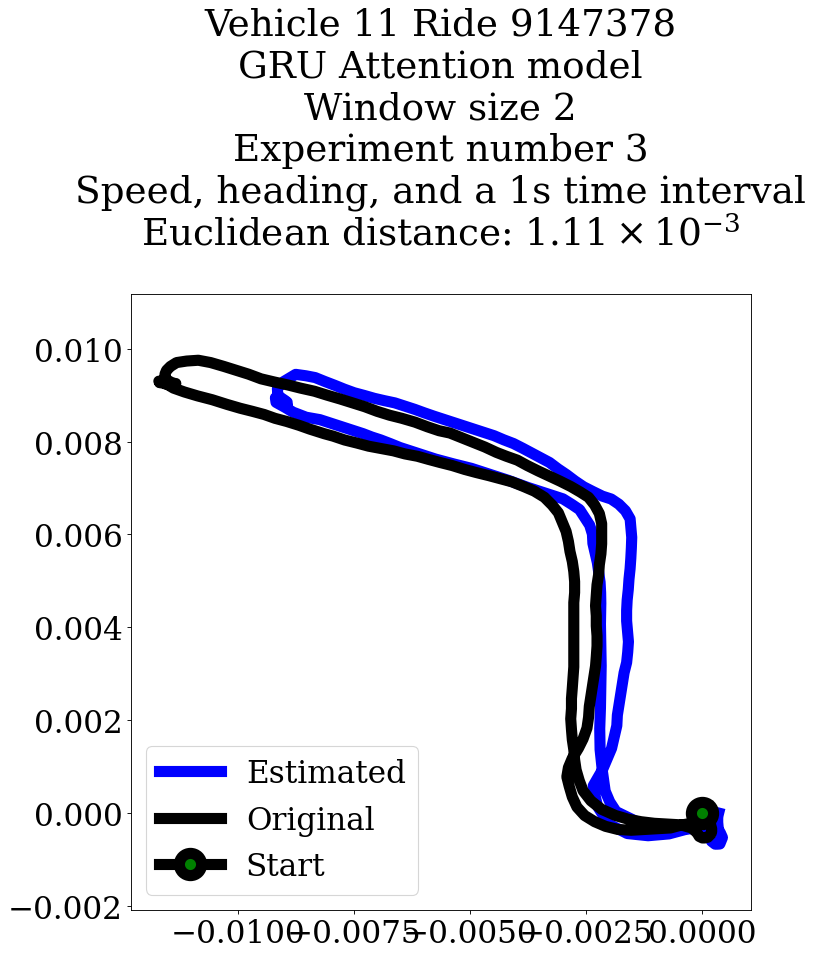 Vehicle 11 Ride 9147378
GRU Attention model
Window size 2
Experiment number 3
Speed, heading, and a 1s time interval
Euclidean distance: 1.11 × 10⁻³
0.010
0.008
0.006
0.004
0.002
0.000
−0.002
Estimated
Original
Start
−0.0100 −0.0075 −0.0050 −0.0025 0.0000